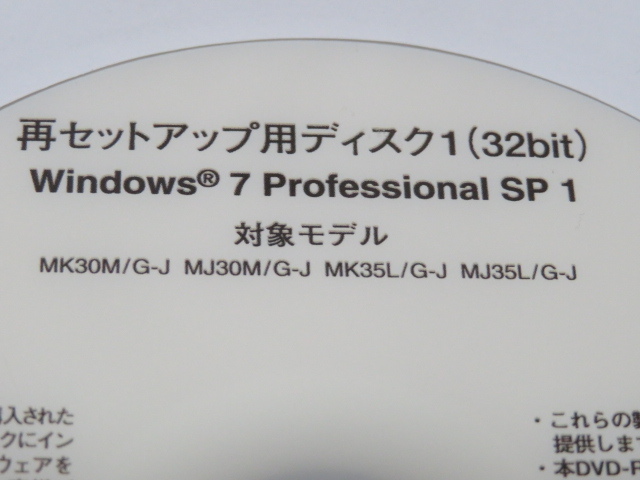 再セットアップ用ディスク1(32bit)
Windows® 7 Professional SP 1
対象モデル
MK30M/G-J MJ30M/G-J MK35L/G-J MJ35L/G-J
入された
クにイン
ウェアを
・これらの製
提供しま
・本DVD-R